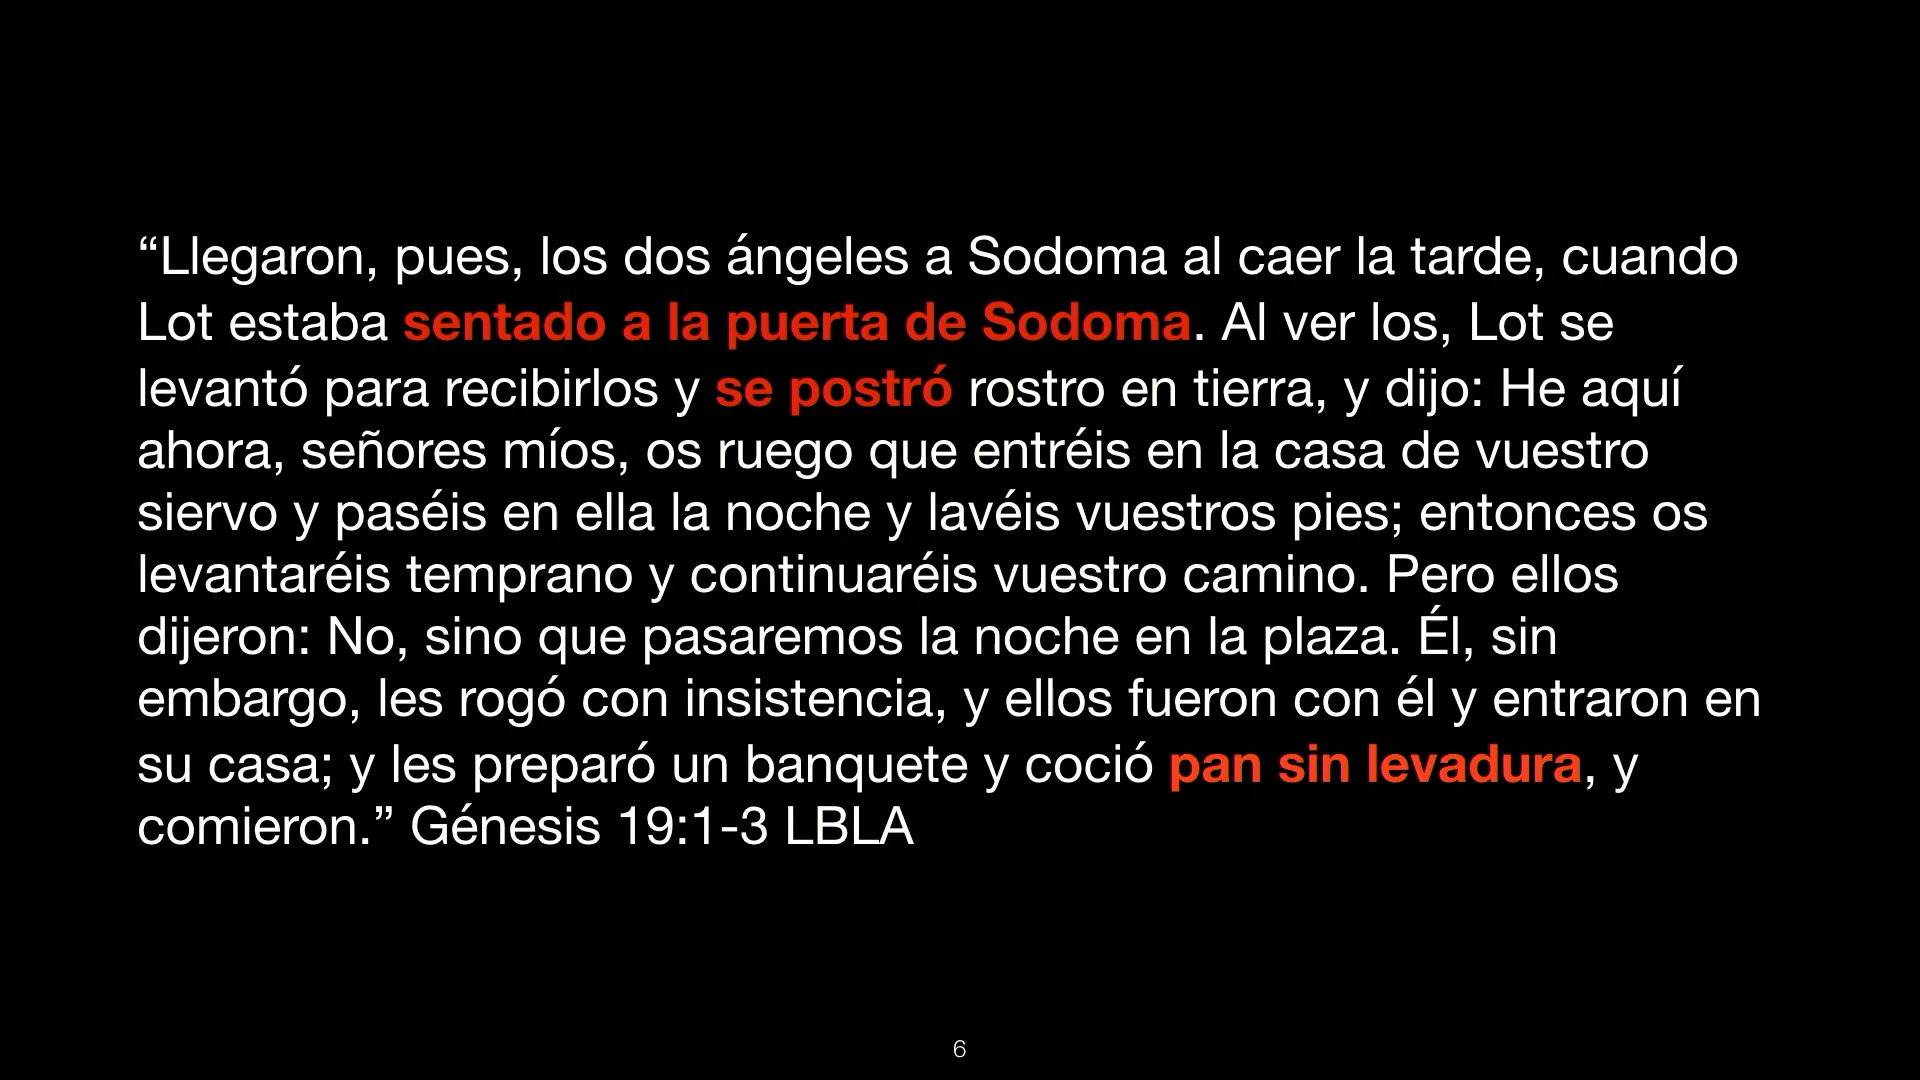 “Llegaron, pues, los dos ángeles a Sodoma al caer la tarde, cuando
Lot estaba sentado a la puerta de Sodoma. Al ver los, Lot se
levantó para recibirlos y se postró rostro en tierra, y dijo: He aquí
ahora, señores míos, os ruego que entréis en la casa de vuestro
siervo y paséis en ella la noche y lavéis vuestros pies; entonces os
levantaréis temprano y continuaréis vuestro camino. Pero ellos
dijeron: No, sino que pasaremos la noche en la plaza. Él, sin
embargo, les rogó con insistencia, y ellos fueron con él y entraron en
su casa; y les preparó un banquete y coció pan sin levadura, y
comieron.” Génesis 19:1-3 LBLA
6